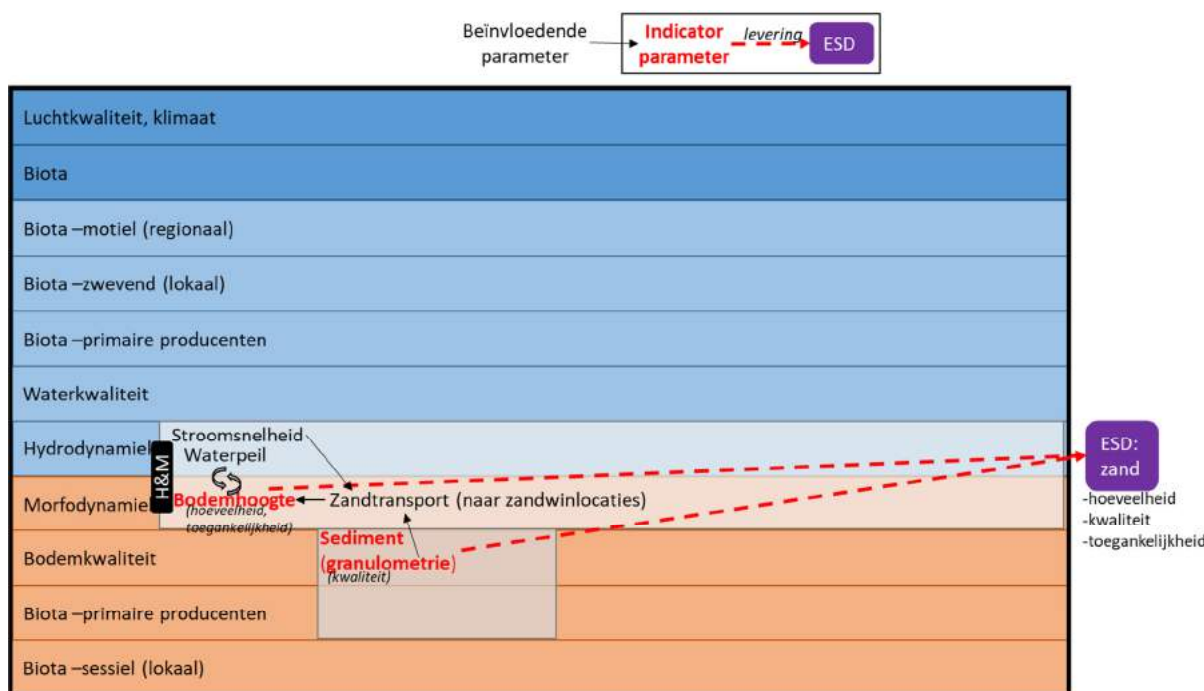 Beïnvloedende
parameter
Indicator
parameter
levering
ESD
Luchtkwaliteit, klimaat
Biota
Biota –motiel (regionaal)
Biota –zwevend (lokaal)
Biota –primaire producenten
Waterkwaliteit
Hydrodynamiek
Stroomsnelheid
Waterpeil
H&M
Morfodynamiek
Bodemhoogte
(hoeveelheid,
toegankelijkheid)
Zandtransport (naar zandwinlocaties)
Bodemkwaliteit
Sediment
(granulometrie)
(kwaliteit)
Biota –primaire producenten
Biota –sessiel (lokaal)
ESD:
zand
-hoeveelheid
-kwaliteit
-toegankelijkheid